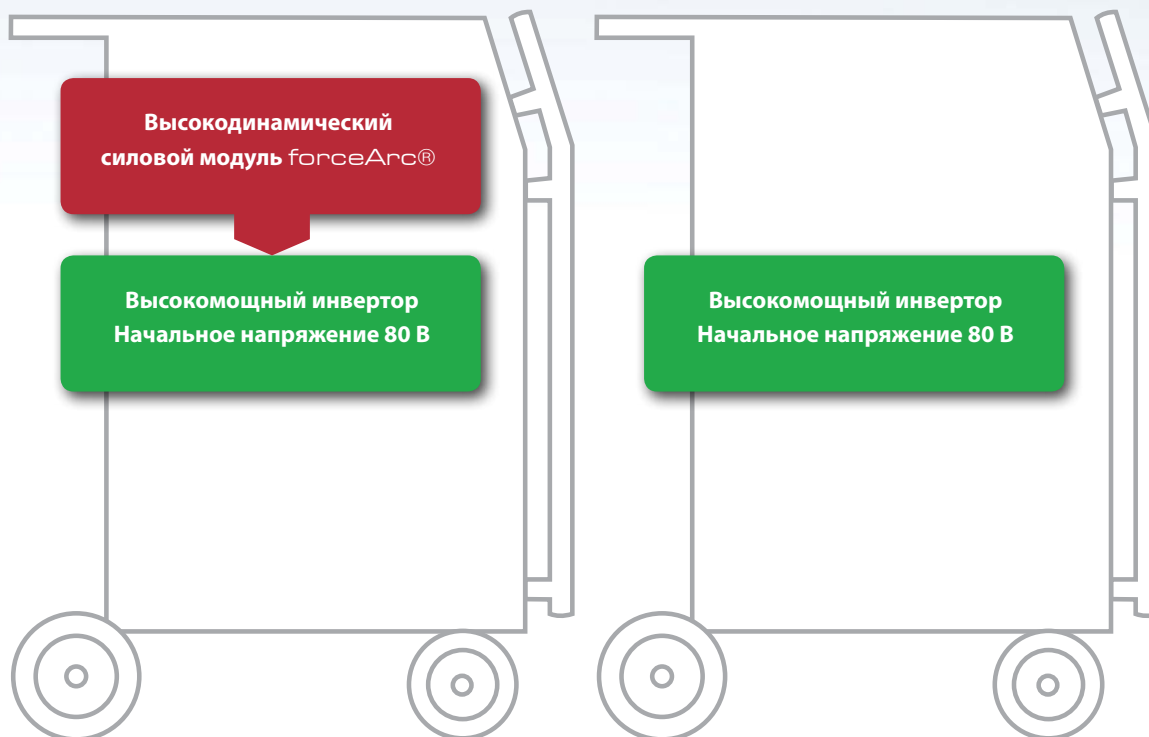 Высокодинамический
силовой модуль forceArc®
Высокомощный инвертор
Начальное напряжение 80 В
Высокомощный инвертор
Начальное напряжение 80 В